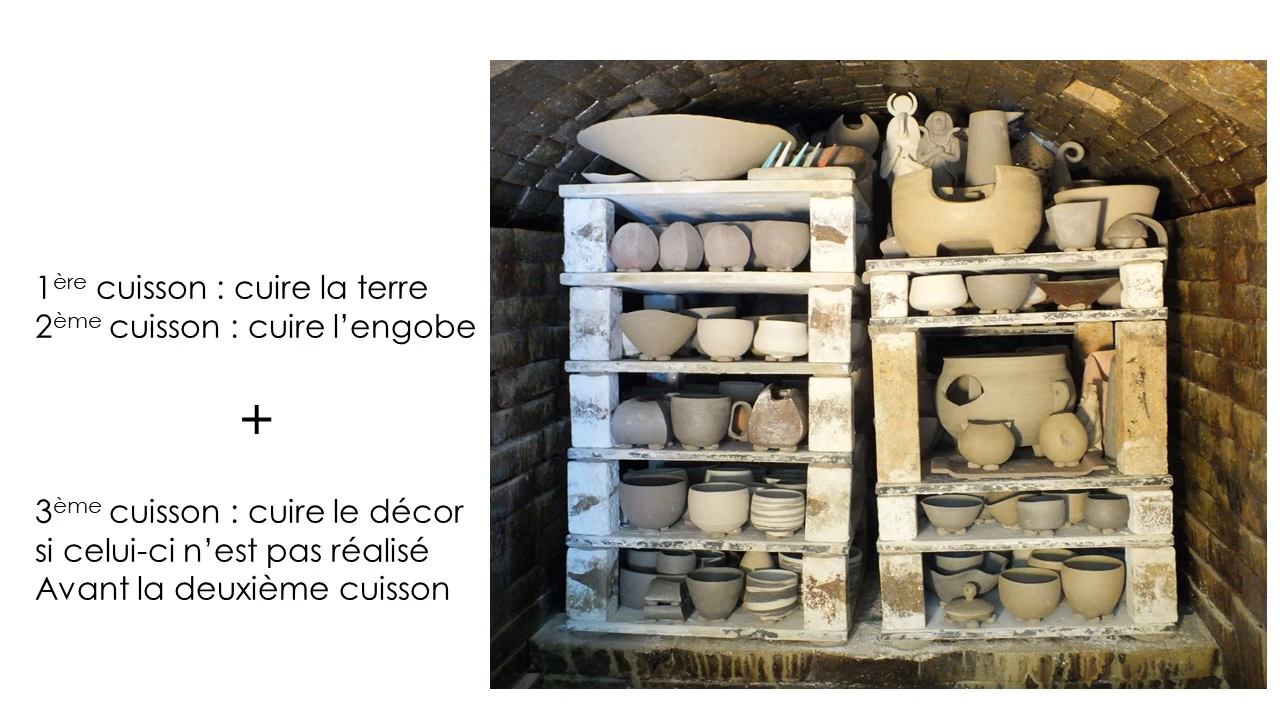 1ère cuisson : cuire la terre
2ème cuisson : cuire l’engobe
+
3ème cuisson : cuire le décor
si celui-ci n’est pas réalisé
Avant la deuxième cuisson